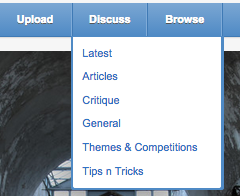 Upload Discuss Browse
Latest
Articles
Critique
General
Themes & Competitions
Tips n Tricks